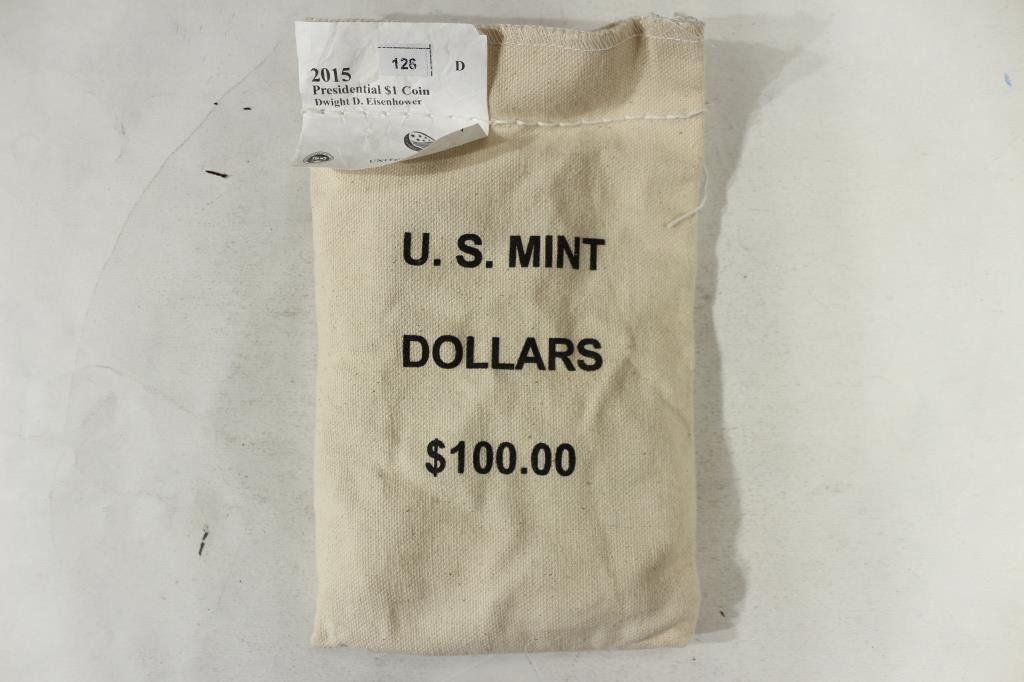 2015 126 D
Presidential $1 Coin
Dwight D. Eisenhower
U. S. MINT
DOLLARS
$100.00